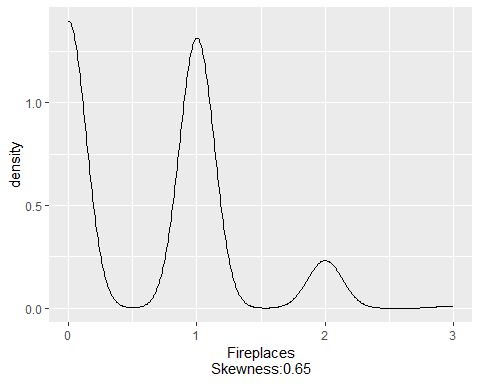 density
1.0
0.5
0.0
0 1 2 3
Fireplaces
Skewness:0.65